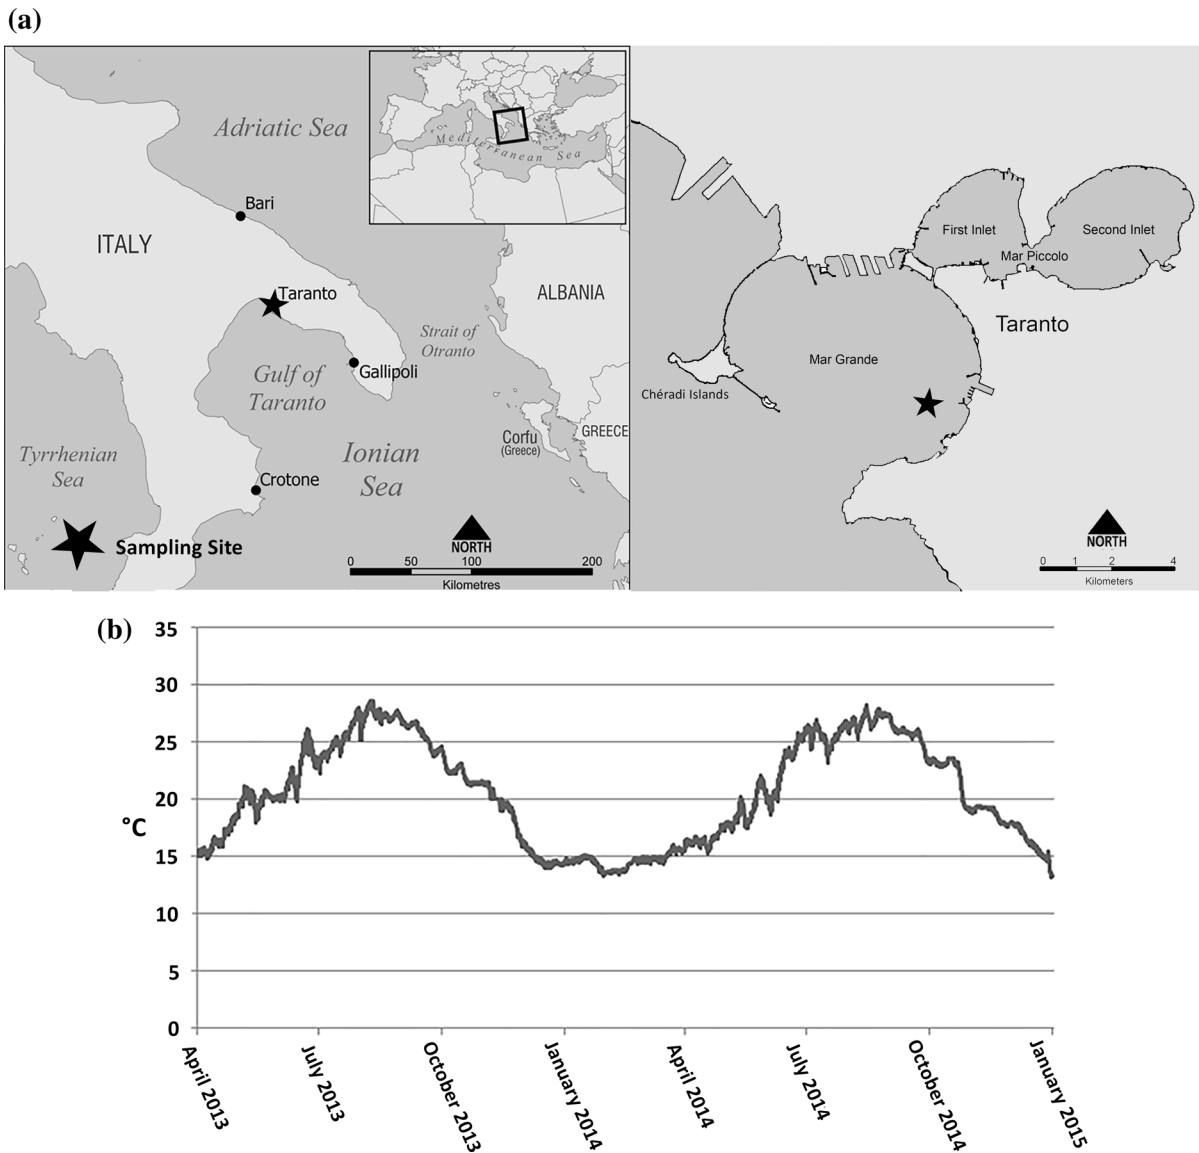 (a)
Adriatic Sea
Mediterranean Sea
Bari
ITALY
Taranto
ALBANIA
Strait of
Otranto
Gulf of
Taranto
Gallipoli
Ionian
Sea
Corfu
(Greece)
GREECE
Tyrrhenian
Sea
Crotone
Sampling Site
NORTH
0 50 100 200
Kilometres
First Inlet
Second Inlet
Mar Piccolo
Taranto
Mar Grande
Chéradi Islands
NORTH
0 1 2 4
Kilometers
(b)
35
30
25
20
°C
15
10
5
0
April 2013
July 2013
October 2013
January 2014
April 2014
July 2014
October 2014
January 2015